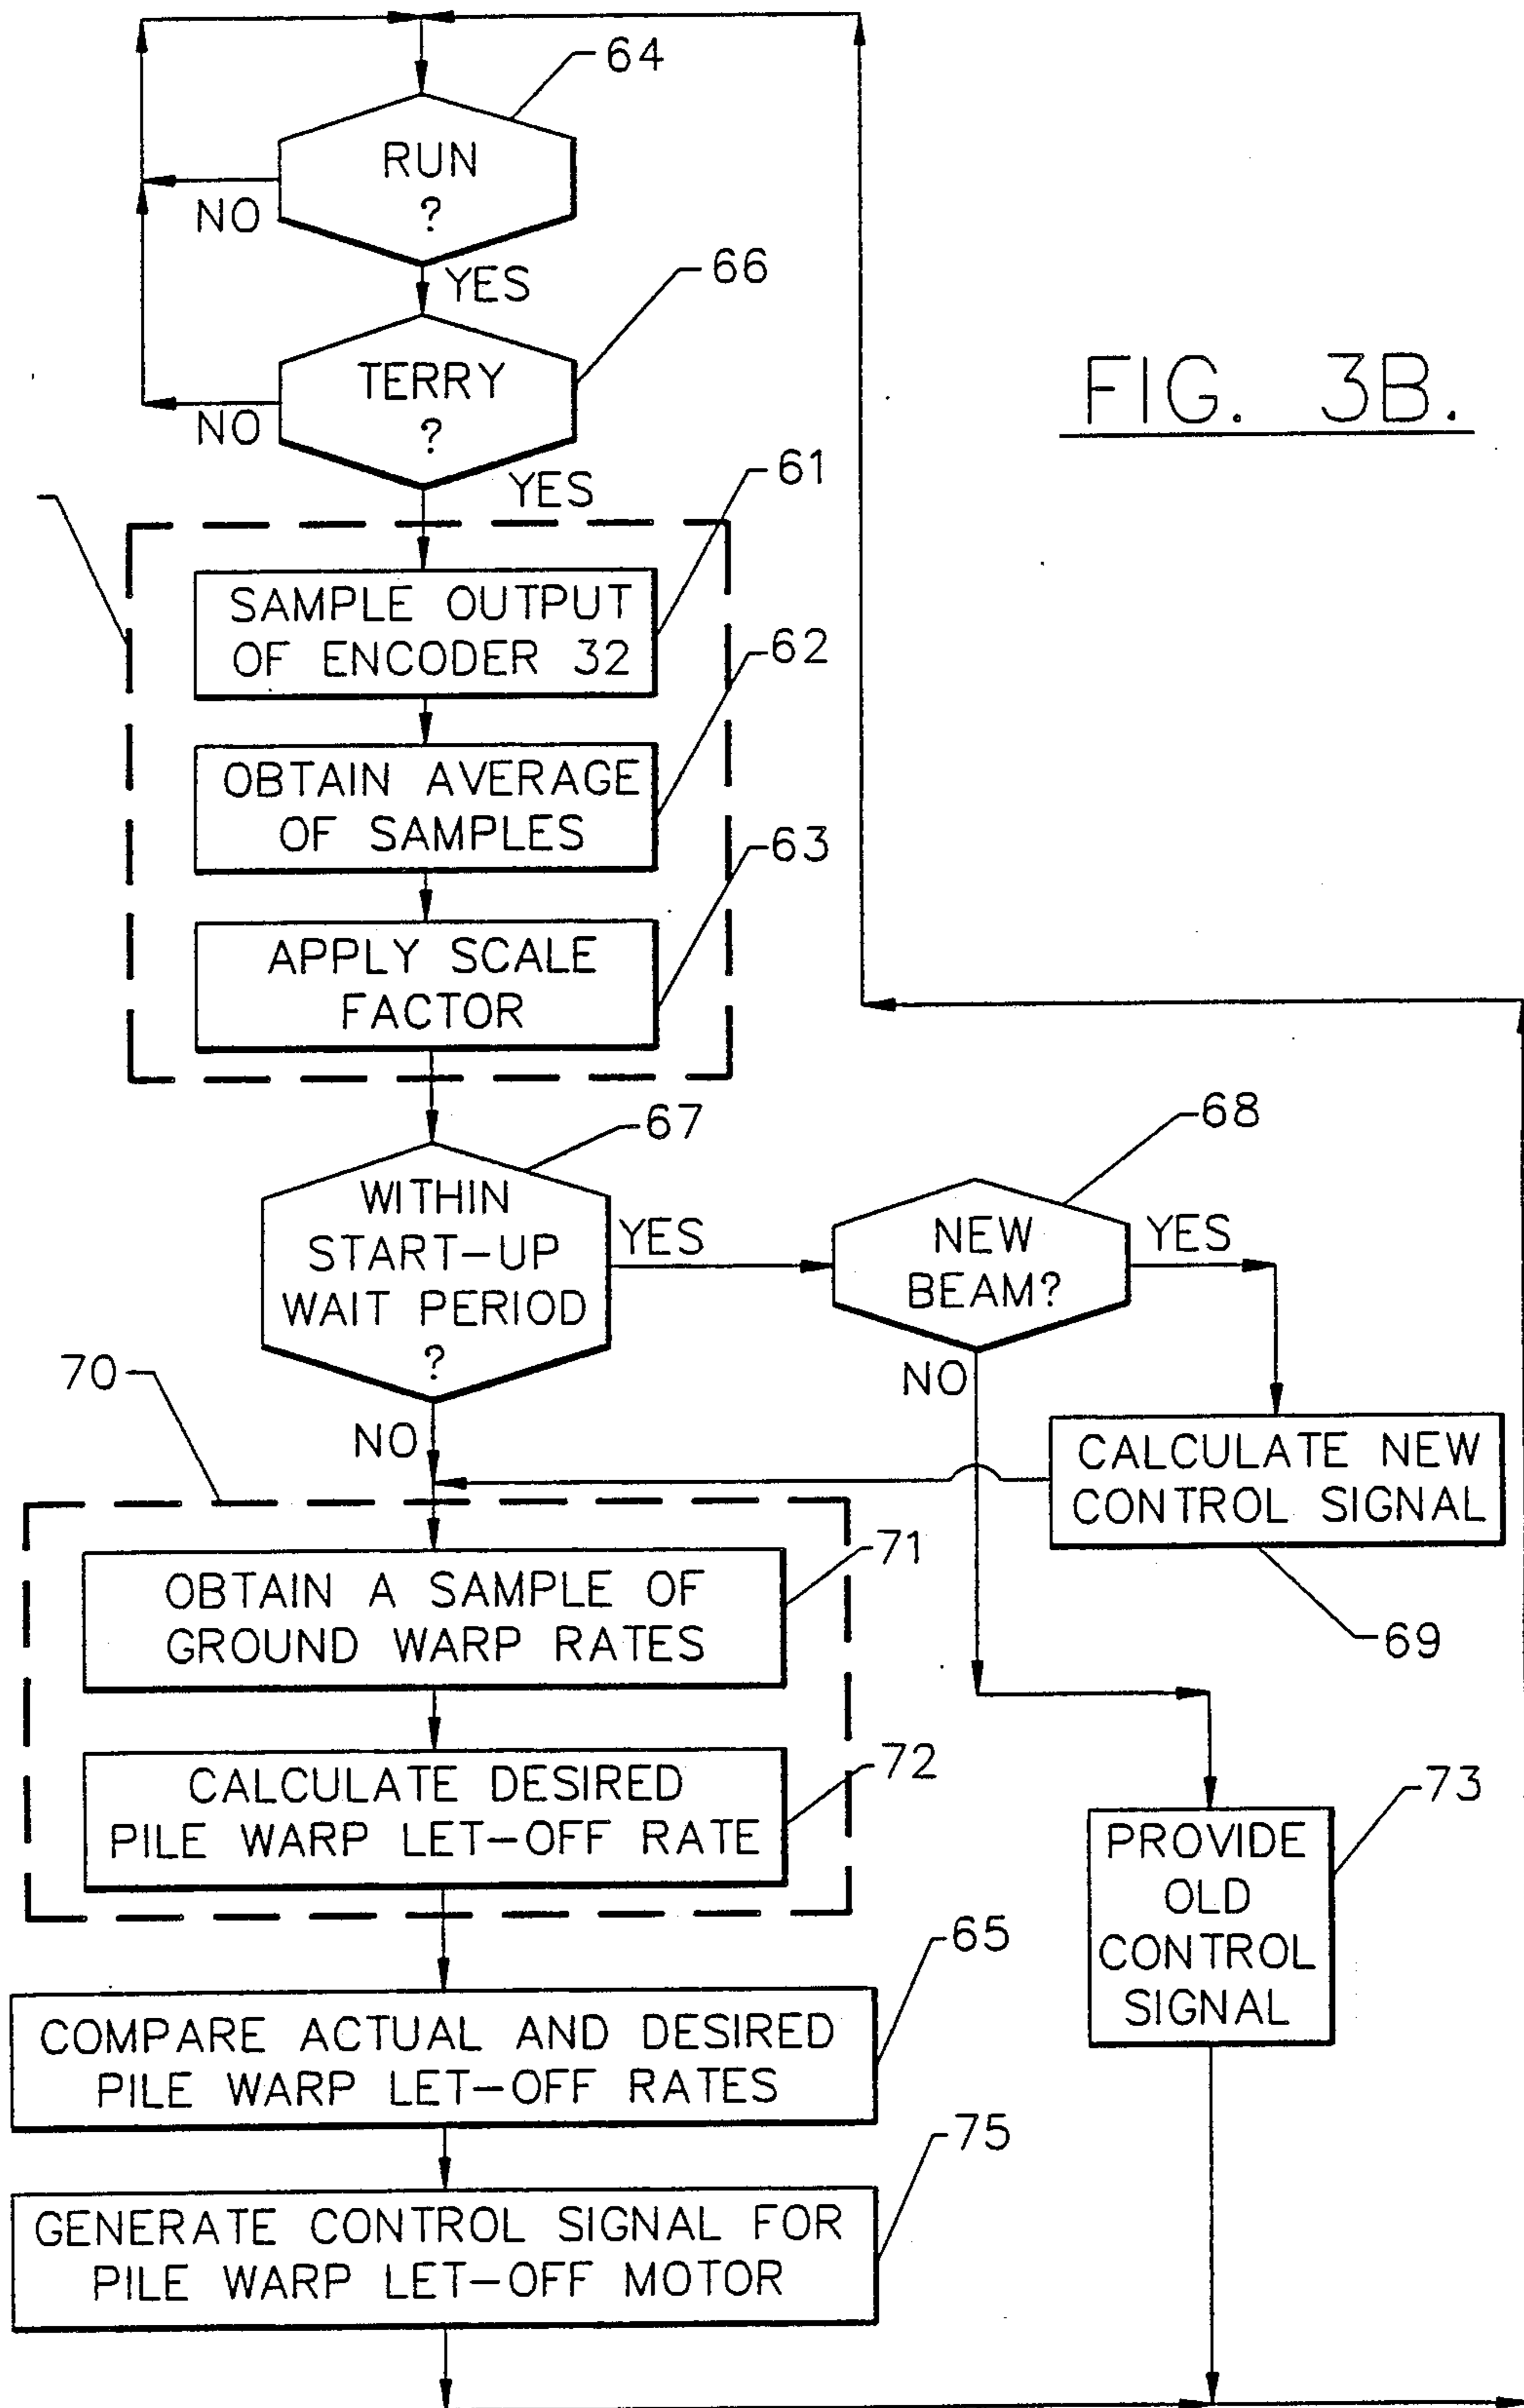 64
RUN
?
NO
YES
66
TERRY
?
NO
YES
FIG. 3B.
61
SAMPLE OUTPUT
OF ENCODER 32
62
OBTAIN AVERAGE
OF SAMPLES
63
APPLY SCALE
FACTOR
67
WITHIN
START-UP
WAIT PERIOD
?
YES
68
NEW
BEAM?
YES
NO
NO
70
CALCULATE NEW
CONTROL SIGNAL
69
71
OBTAIN A SAMPLE OF
GROUND WARP RATES
72
CALCULATE DESIRED
PILE WARP LET-OFF RATE
73
PROVIDE
OLD
CONTROL
SIGNAL
65
COMPARE ACTUAL AND DESIRED
PILE WARP LET-OFF RATES
75
GENERATE CONTROL SIGNAL FOR
PILE WARP LET-OFF MOTOR